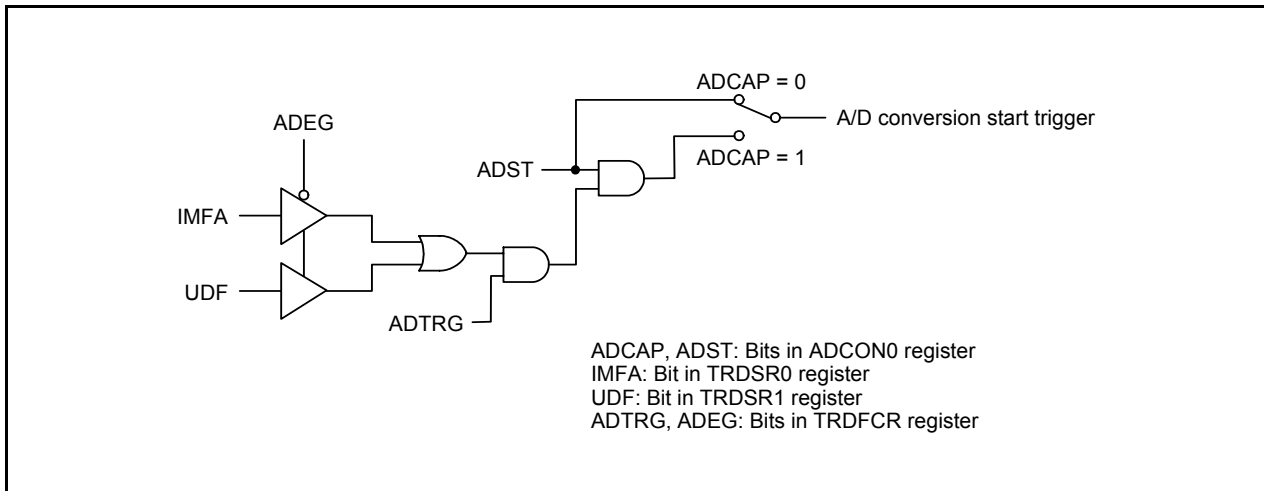 ADCAP = 0
A/D conversion start trigger
ADEG
ADCAP = 1
ADST
IMFA
UDF
ADTRG
ADCAP, ADST: Bits in ADCON0 register
IMFA: Bit in TRDSR0 register
UDF: Bit in TRDSR1 register
ADTRG, ADEG: Bits in TRDFCR register